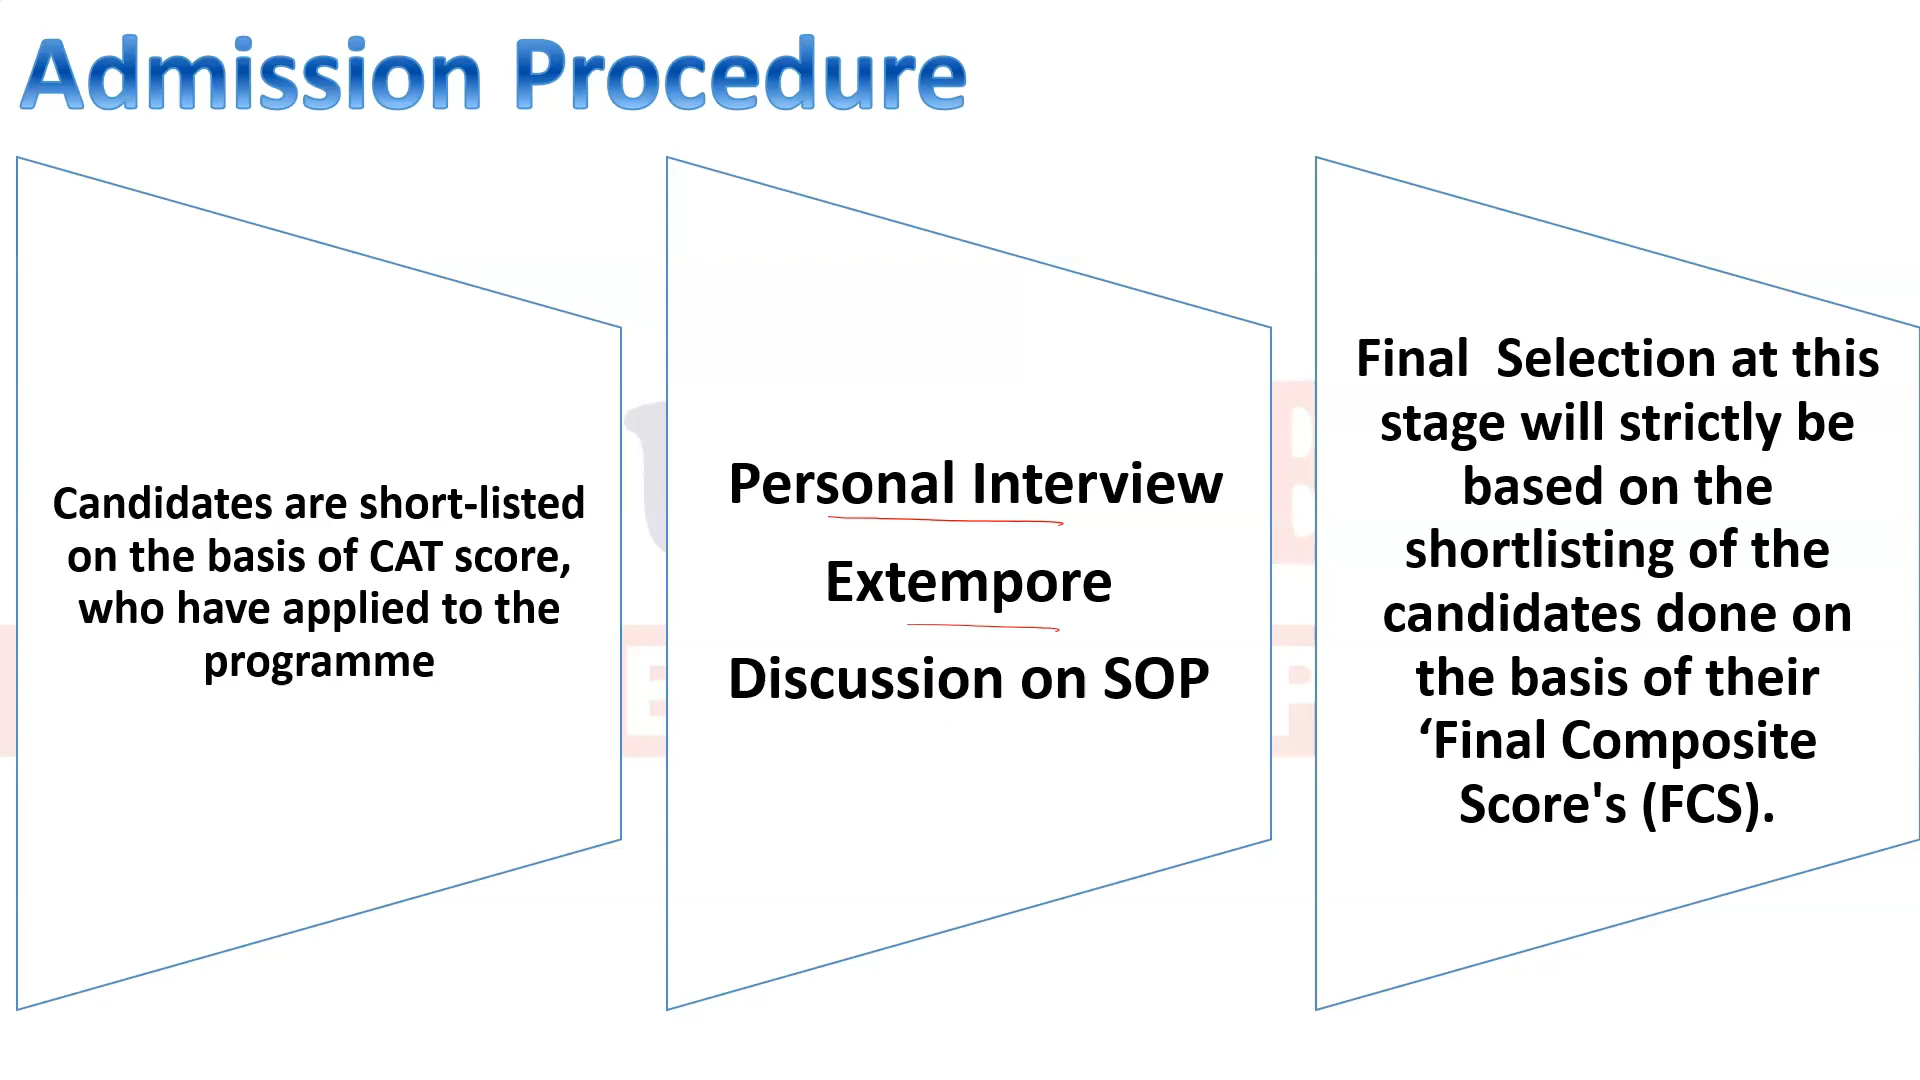 Admission Procedure
Candidates are short-listed
on the basis of CAT score,
who have applied to the
programme
Personal Interview
Extempore
Discussion on SOP
Final  Selection at this
stage will strictly be
based on the
shortlisting of the
candidates done on
the basis of their
‘Final Composite
Score's (FCS).